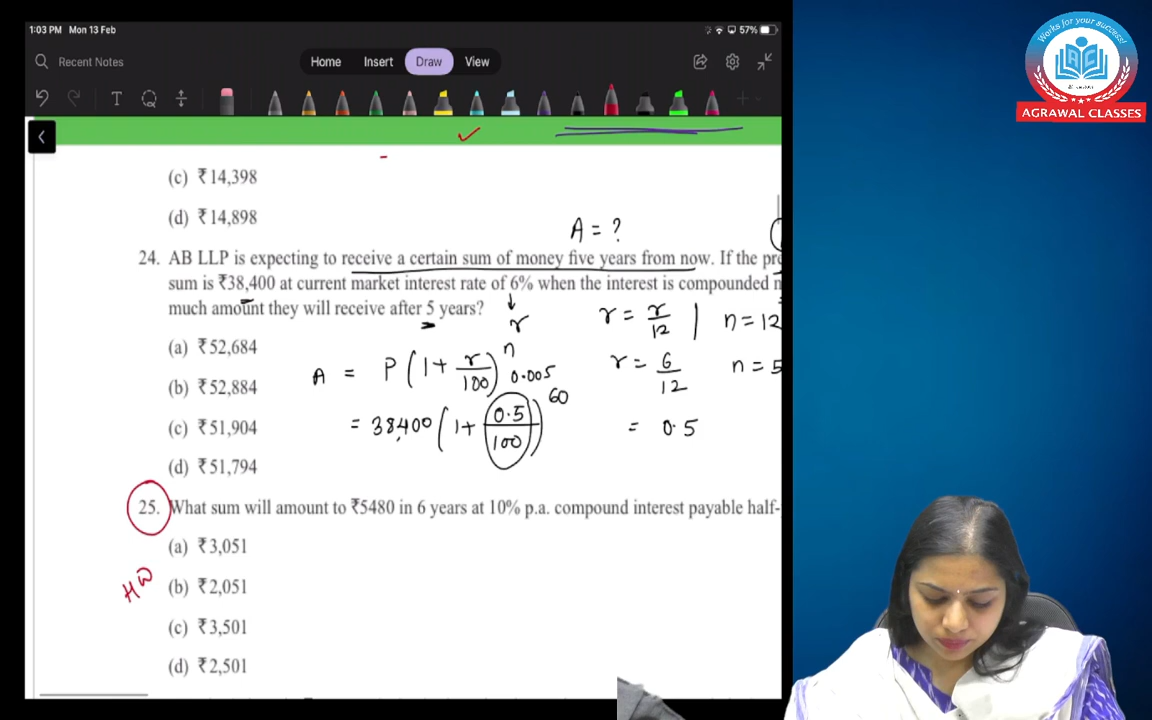 1:03 PM Mon 13 Feb
57%
Recent Notes
Home Insert Draw View
Works for your success!
AC
AGRAWAL CLASSES
(c) ₹14,398
(d) ₹14,898
A = ?
24. AB LLP is expecting to receive a certain sum of money five years from now. If the pre
sum is ₹38,400 at current market interest rate of 6% when the interest is compounded
much amount they will receive after 5 years?
r
r = r/12 | n = 12
(a) ₹52,684
A = P(1+ r/100)^n
0.005
r = 6/12 n = 5
(b) ₹52,884
= 38,400(1+ 0.5/100)^60
= 0.5
(c) ₹51,904
(d) ₹51,794
25. What sum will amount to ₹5480 in 6 years at 10% p.a. compound interest payable half-
(a) ₹3,051
HW
(b) ₹2,051
(c) ₹3,501
(d) ₹2,501